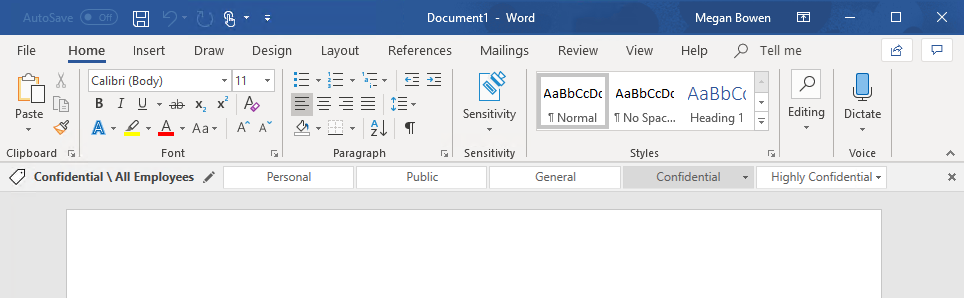 AutoSave Off Document1 - Word Megan Bowen
File Home Insert Draw Design Layout References Mailings Review View Help Tell me
Calibri (Body) 11
Paste
B I U ab x₂ x² A
A A Aa A A
Sensitivity
AaBbCcDc AaBbCcDc AaBbCc
¶ Normal ¶ No Spac... Heading 1
Editing
Dictate
Clipboard Font Paragraph Sensitivity Styles Voice
Confidential \ All Employees Personal Public General Confidential Highly Confidential